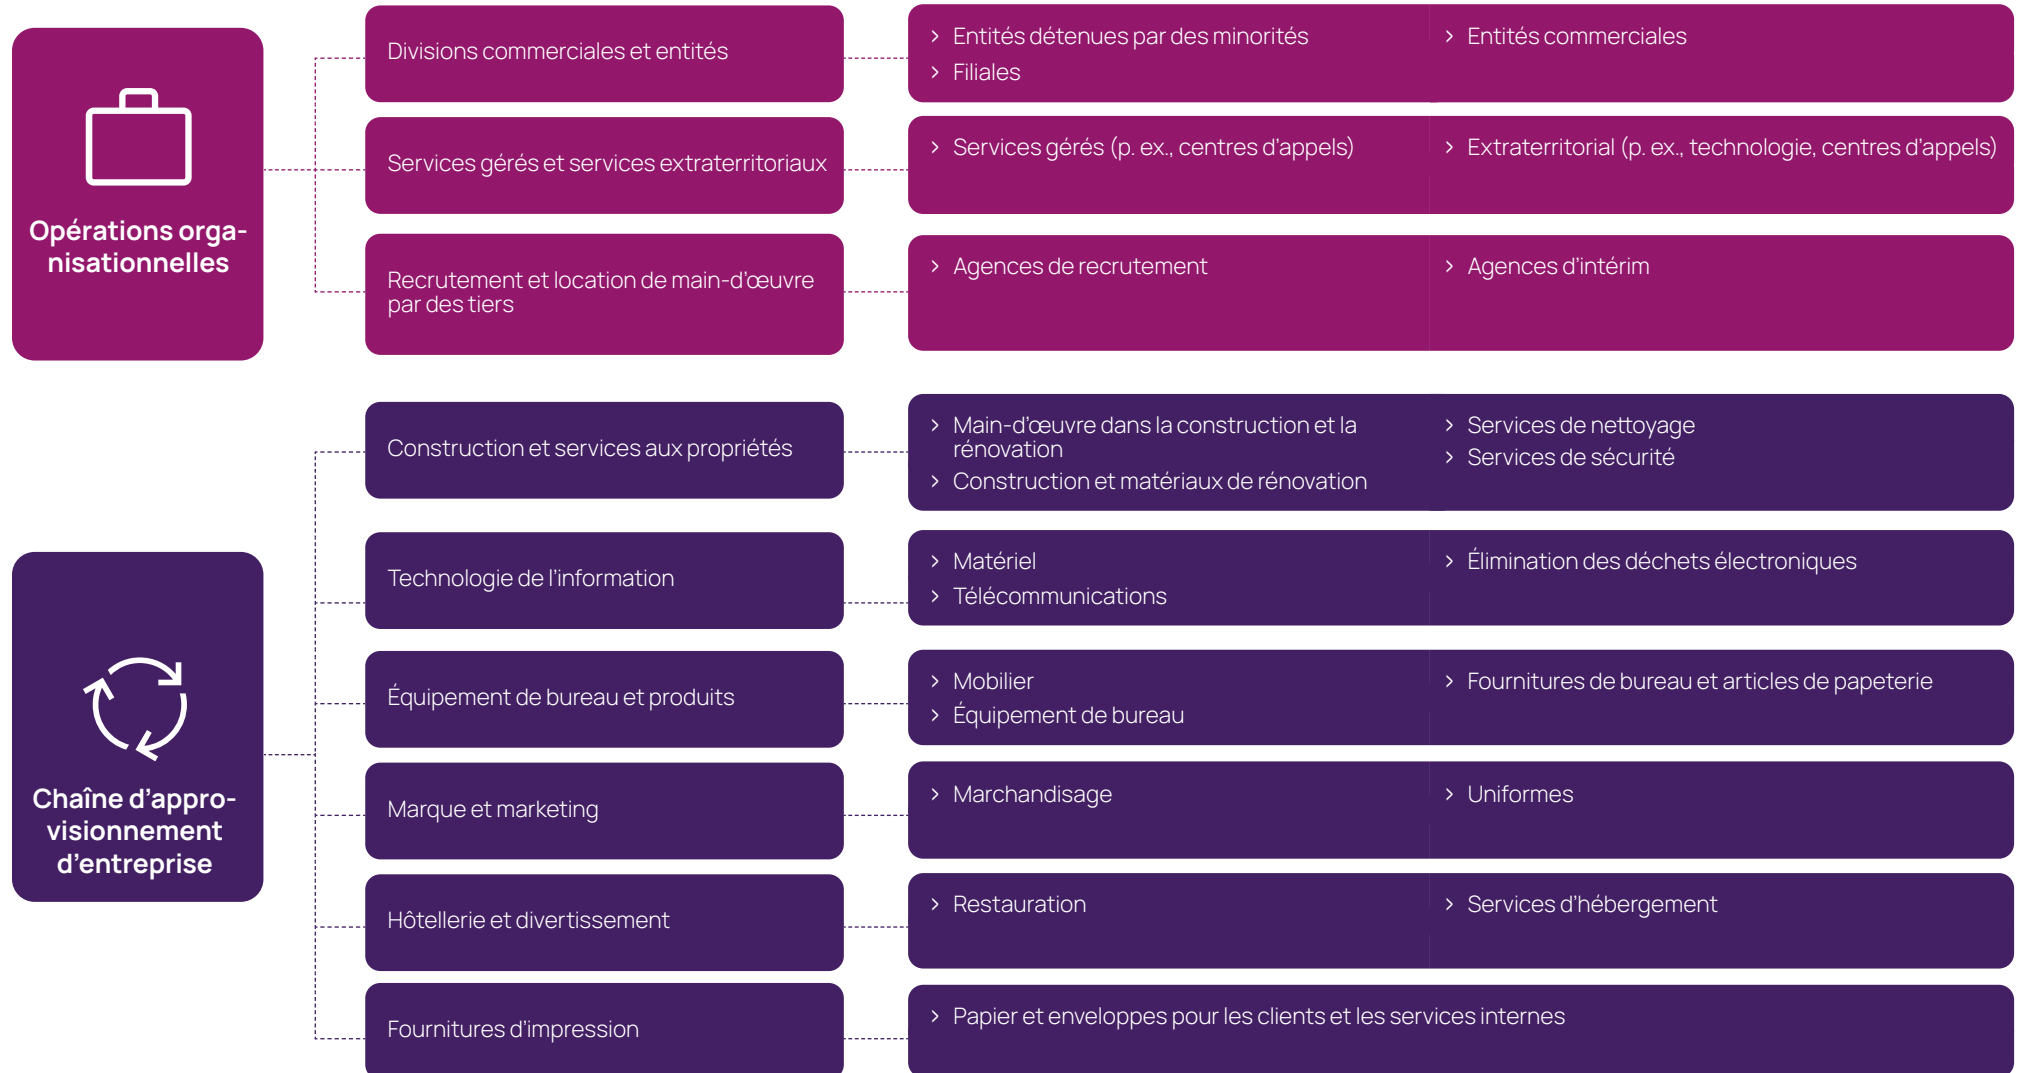 Opérations orga-
nisationnelles
Divisions commerciales et entités
> Entités détenues par des minorités
> Filiales
> Entités commerciales
Services gérés et services extraterritoriaux
> Services gérés (p. ex., centres d'appels)
> Extraterritorial (p. ex., technologie, centres d'appels)
Recrutement et location de main-d'œuvre
par des tiers
> Agences de recrutement
> Agences d'intérim
Chaîne d'appro-
visionnement
d'entreprise
Construction et services aux propriétés
> Main-d'œuvre dans la construction et la
rénovation
> Construction et matériaux de rénovation
> Services de nettoyage
> Services de sécurité
Technologie de l'information
> Matériel
> Télécommunications
> Élimination des déchets électroniques
Équipement de bureau et produits
> Mobilier
> Équipement de bureau
> Fournitures de bureau et articles de papeterie
Marque et marketing
> Marchandisage
> Uniformes
Hôtellerie et divertissement
> Restauration
> Services d'hébergement
Fournitures d'impression
> Papier et enveloppes pour les clients et les services internes